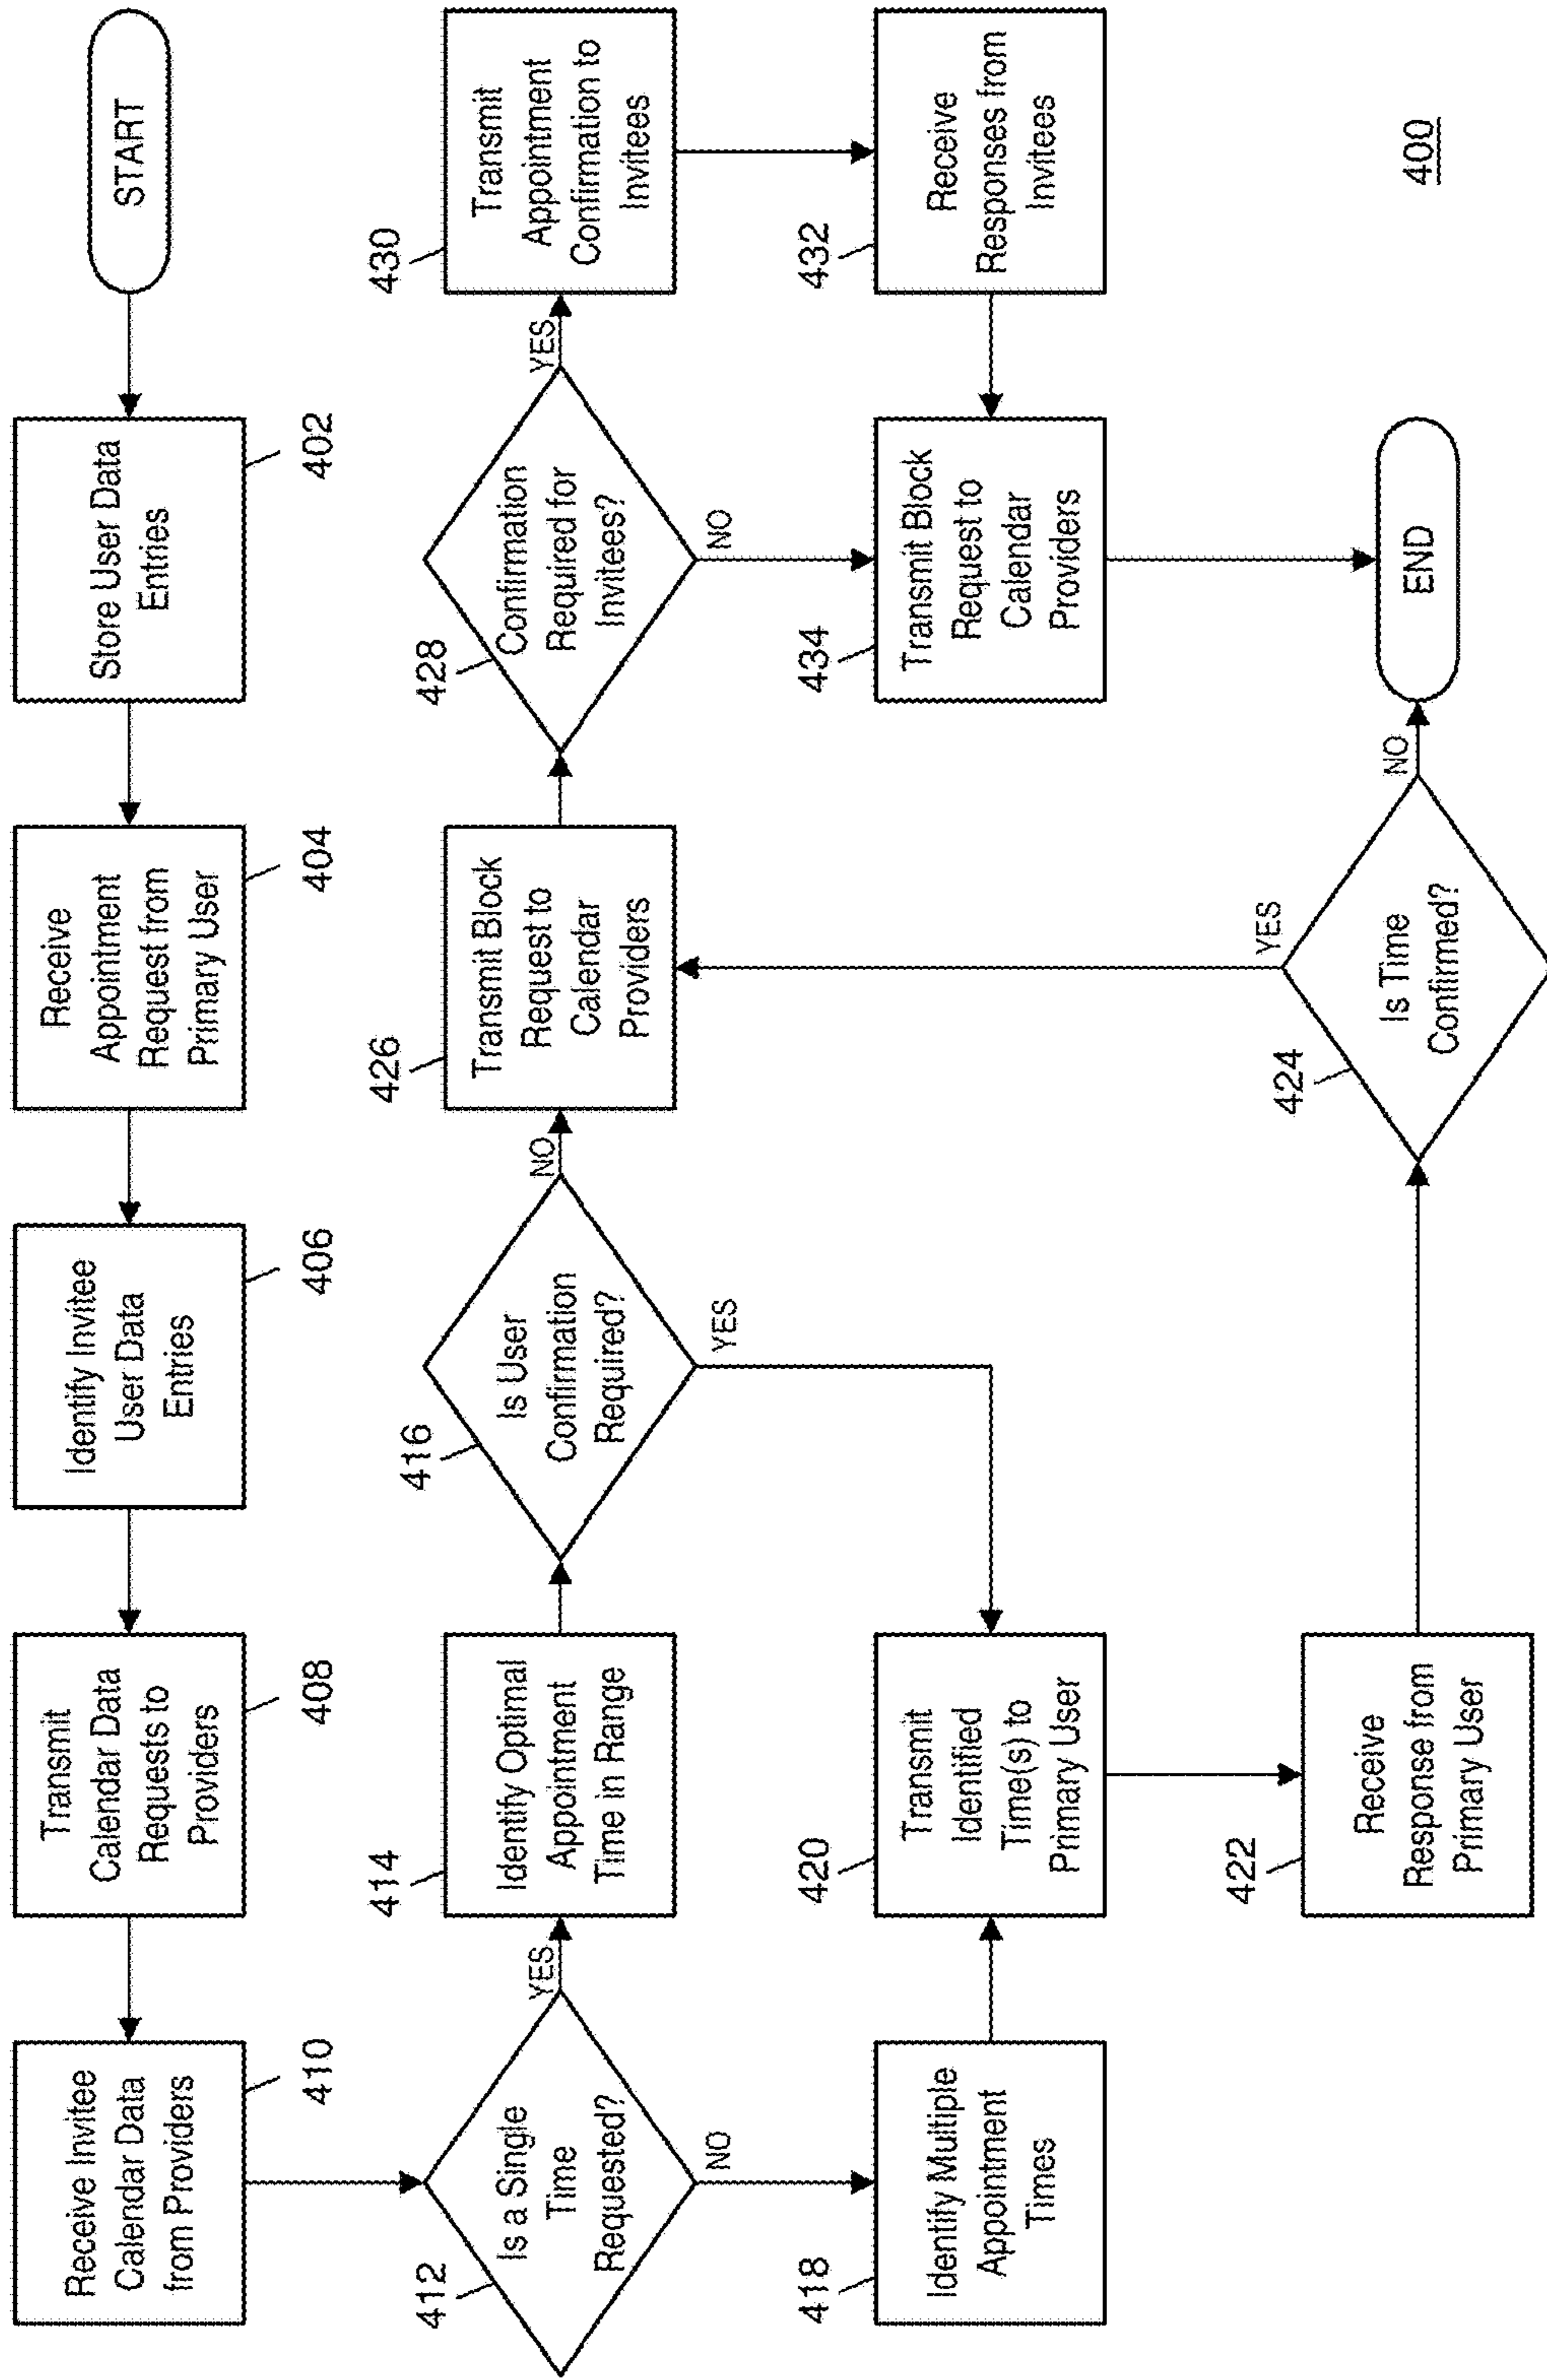 START
Store User Data
Entries
402
Receive
Appointment
Request from
Primary User
404
Identify Invitee
User Data
Entries
406
Transmit
Calendar Data
Requests to
Providers
408
Receive Invitee
Calendar Data
from Providers
410
412
Is a Single
Time
Requested?
YES
NO
414
Identify Optimal
Appointment
Time in Range
416
Is User
Confirmation
Required?
NO
YES
418
Identify Multiple
Appointment
Times
420
Transmit
Identified
Time(s) to
Primary User
422
Receive
Response from
Primary User
424
Is Time
Confirmed?
YES
NO
426
Transmit Block
Request to
Calendar
Providers
428
Confirmation
Required for
Invitees?
YES
NO
430
Transmit
Appointment
Confirmation to
Invitees
432
Receive
Responses from
Invitees
434
Transmit Block
Request to
Calendar
Providers
END
400